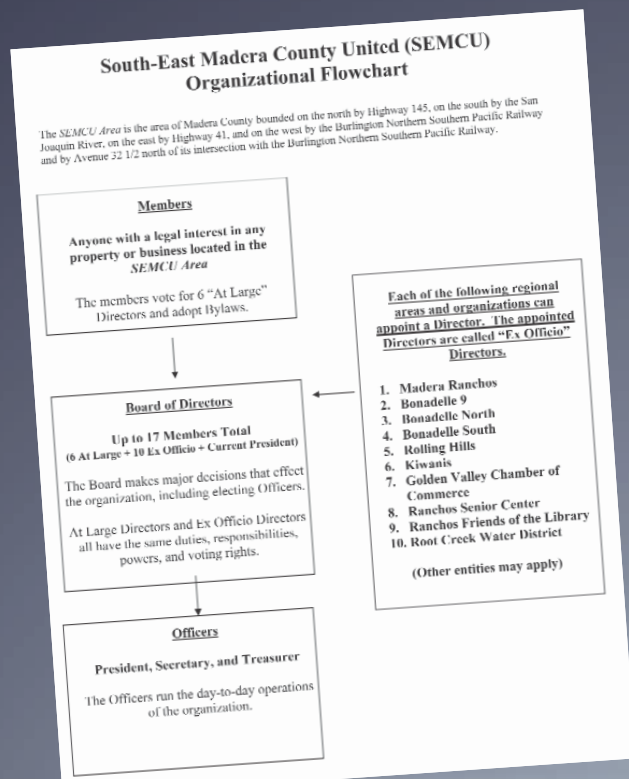 South-East Madera County United (SEMCU)
Organizational Flowchart
The SEMCU Area is the area of Madera County bounded on the north by Highway 145, on the south by the San
Joaquin River, on the east by Highway 41, and on the west by the Burlington Northern Southern Pacific Railway
and by Avenue 32 1/2 north of its intersection with the Burlington Northern Southern Pacific Railway.
Members
Anyone with a legal interest in any
property or business located in the
SEMCU Area
The members vote for 6 “At Large”
Directors and adopt Bylaws.
Each of the following regional
areas and organizations can
appoint a Director. The appointed
Directors are called “Ex Officio”
Directors.
1. Madera Ranchos
2. Bonadelle 9
3. Bonadelle North
4. Bonadelle South
5. Rolling Hills
6. Kiwanis
7. Golden Valley Chamber of
Commerce
8. Ranchos Senior Center
9. Ranchos Friends of the Library
10. Root Creek Water District
(Other entities may apply)
Board of Directors
Up to 17 Members Total
(6 At Large + 10 Ex Officio + Current President)
The Board makes major decisions that effect
the organization, including electing Officers.
At Large Directors and Ex Officio Directors
all have the same duties, responsibilities,
powers, and voting rights.
Officers
President, Secretary, and Treasurer
The Officers run the day-to-day operations
of the organization.